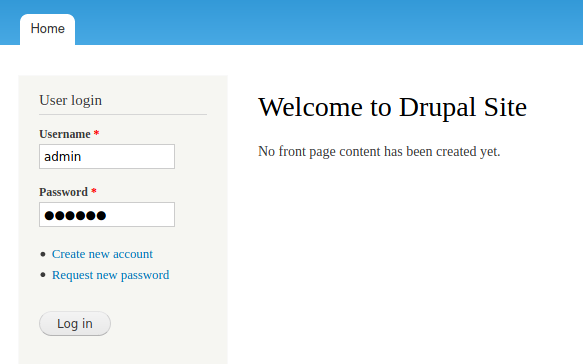 Home
User login
Username *
admin
Password *
●●●●●●
Create new account
Request new password
Log in
Welcome to Drupal Site
No front page content has been created yet.